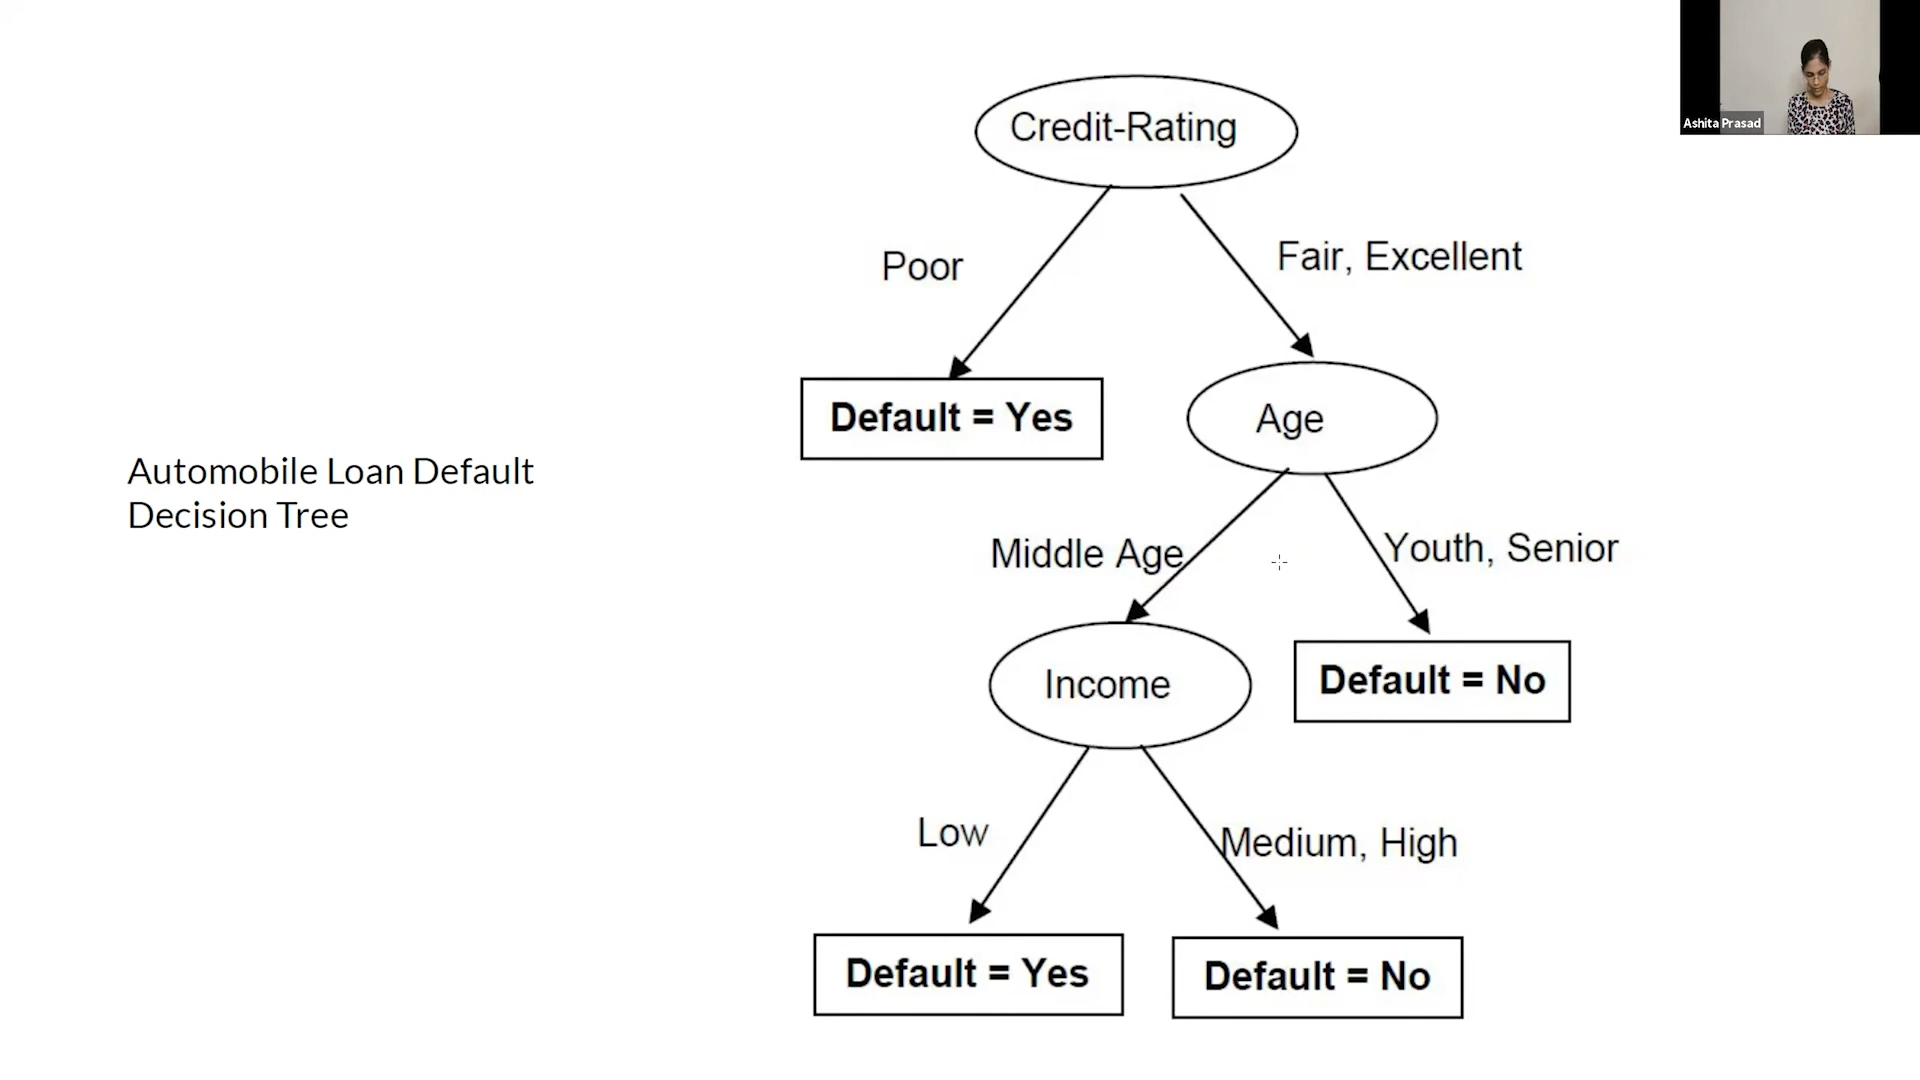 Ashita Prasad
Credit-Rating
Poor
Fair, Excellent
Default = Yes
Age
Automobile Loan Default
Decision Tree
Middle Age
Youth, Senior
Income
Default = No
Low
Medium, High
Default = Yes
Default = No